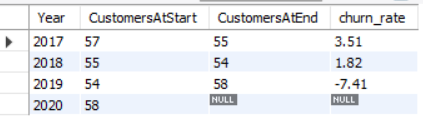 Year CustomersAtStart CustomersAtEnd churn_rate
2017 57 55 3.51
2018 55 54 1.82
2019 54 58 -7.41
2020 58 NULL NULL